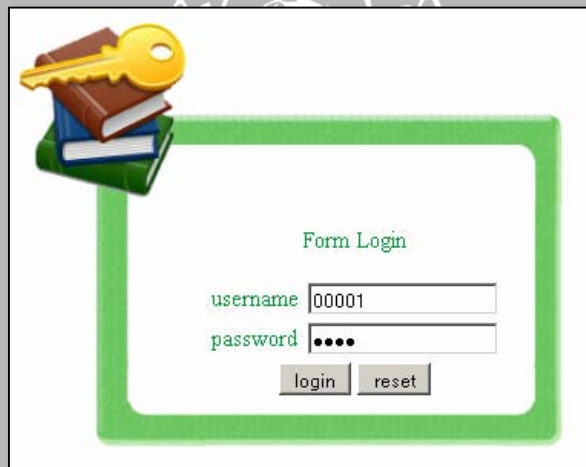 Form Login
username 00001
password ••••
login reset